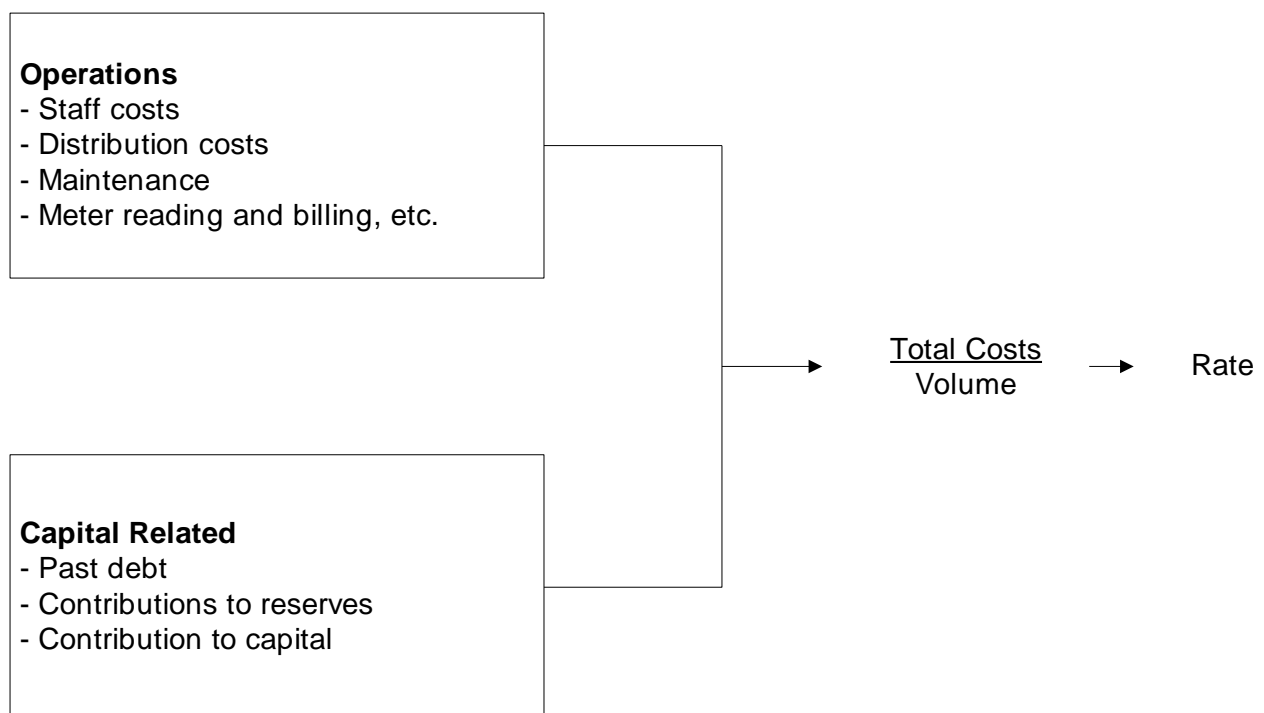 Operations
- Staff costs
- Distribution costs
- Maintenance
- Meter reading and billing, etc.
Total Costs
Volume
Rate
Capital Related
- Past debt
- Contributions to reserves
- Contribution to capital